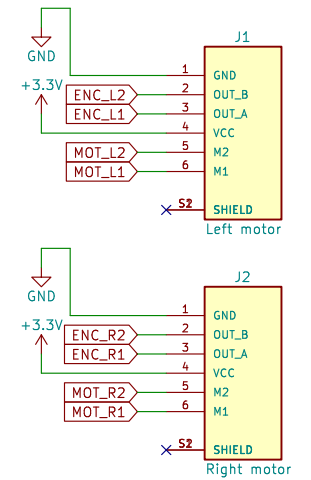 J1
GND
+3.3V
1 GND
ENC_L2 2 OUT_B
ENC_L1 3 OUT_A
4 VCC
MOT_L2 5 M2
MOT_L1 6 M1
SHIELD
Left motor
J2
GND
+3.3V
1 GND
ENC_R2 2 OUT_B
ENC_R1 3 OUT_A
4 VCC
MOT_R2 5 M2
MOT_R1 6 M1
SHIELD
Right motor